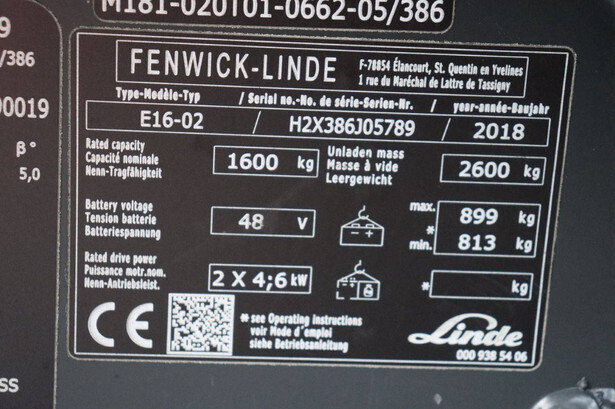 M181-020T01-0662-05/386
9
/386
00019
β°
5,0
SS
FENWICK-LINDE
F-78854 Élancourt, St. Quentin en Yvelines
1 rue du Maréchal de Lattre de Tassigny
Type-Modèle-Typ / Serial no.-No. de série-Serien-Nr. / year-année-Baujahr
E16-02 / H2X386J05789 / 2018
Rated capacity
Capacité nominale
Nenn-Tragfähigkeit
1600 kg
Unladen mass
Masse à vide
Leergewicht
2600 kg
Battery voltage
Tension batterie
Batteriespannung
48 V
max. 899 kg
*
min. 813 kg
Rated drive power
Puissance motr.nom.
Nenn-Antriebsleist.
2 X 4;6 kW
* kg
CE
* see Operating instructions
voir Mode d'emploi
siehe Betriebsanleitung
Linde
000 938 54 06